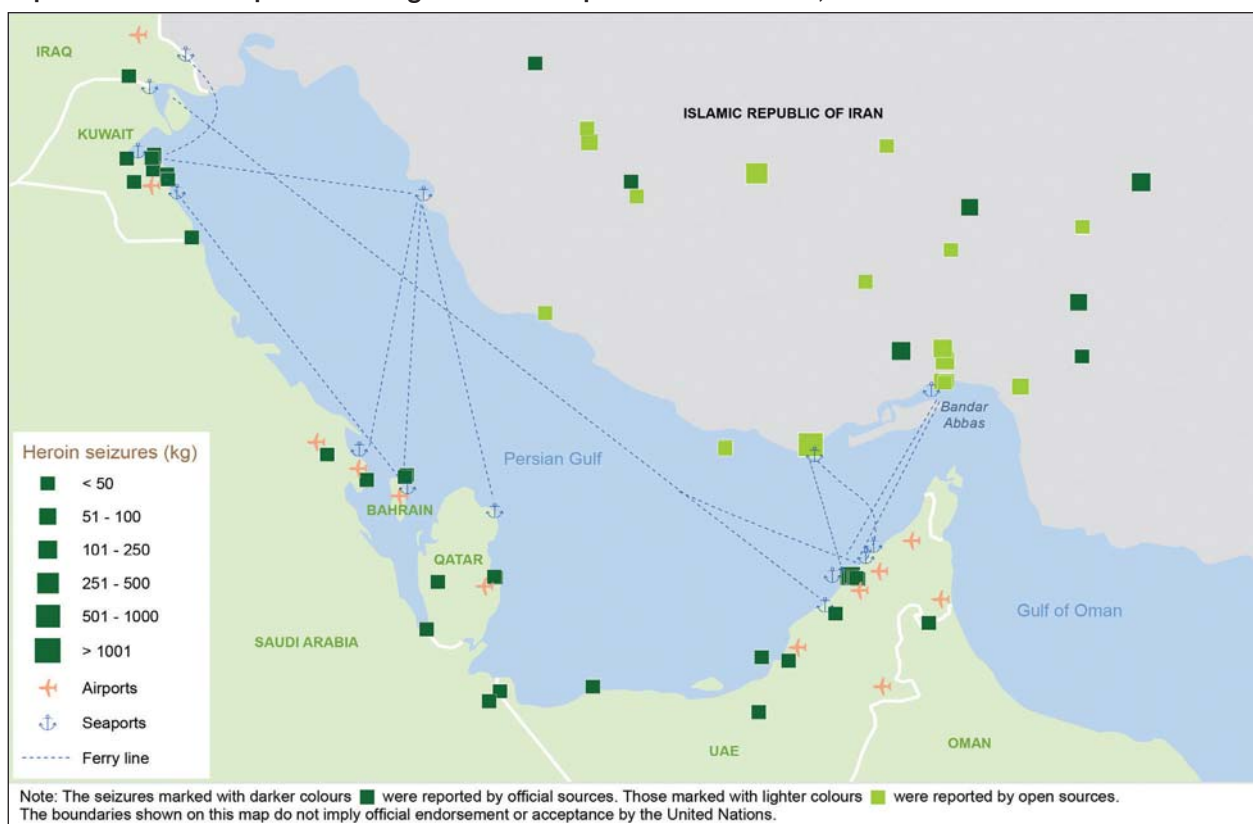 IRAQ
ISLAMIC REPUBLIC OF IRAN
KUWAIT
Bandar
Abbas
Heroin seizures (kg)
< 50
51 - 100
101 - 250
251 - 500
501 - 1000
> 1001
Airports
Seaports
Ferry line
Persian Gulf
BAHRAIN
QATAR
SAUDI ARABIA
Gulf of Oman
UAE
OMAN
Note: The seizures marked with darker colours were reported by official sources. Those marked with lighter colours were reported by open sources.
The boundaries shown on this map do not imply official endorsement or acceptance by the United Nations.